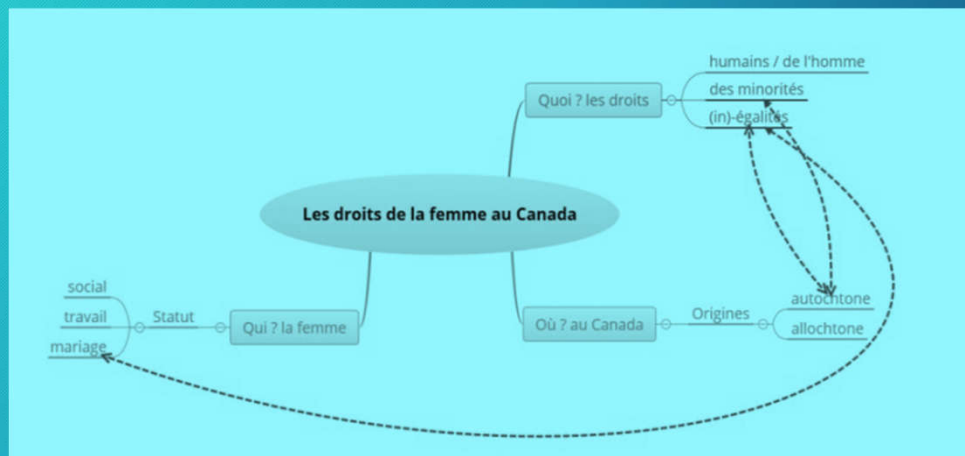 humains / de l'homme
Quoi ? les droits
des minorités
(in)-égalités
Les droits de la femme au Canada
social
travail
mariage
Statut
Qui ? la femme
Où ? au Canada
Origines
autochtone
allochtone